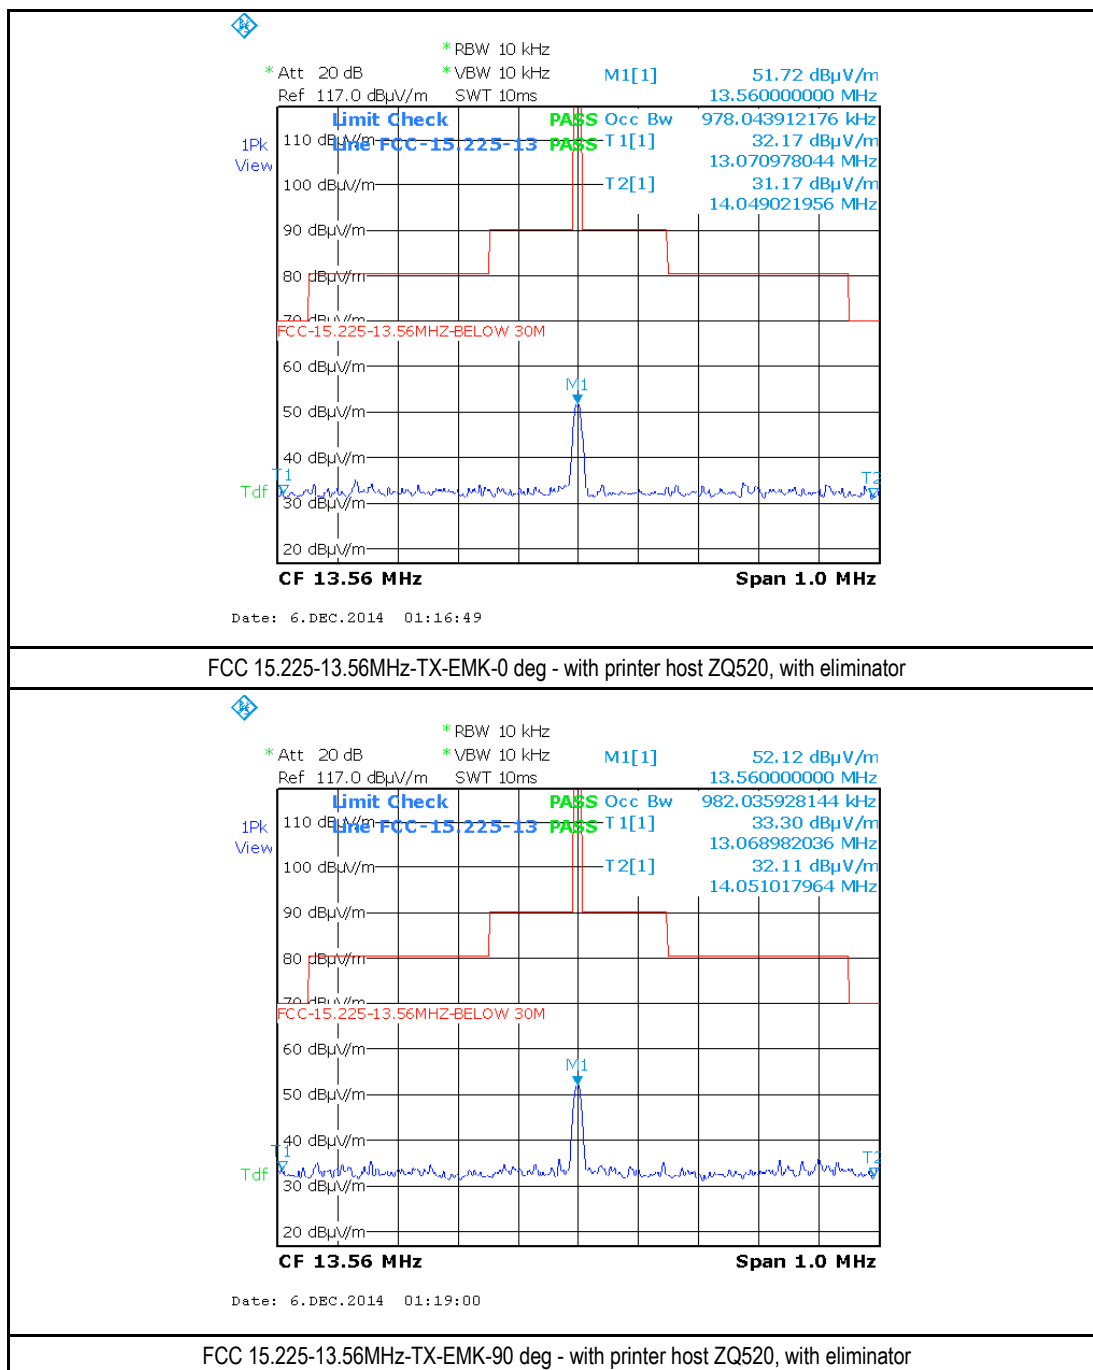 *RBW 10 kHz
*Att 20 dB *VBW 10 kHz M1[1] 51.72 dBµV/m
Ref 117.0 dBµV/m SWT 10ms 13.560000000 MHz
Limit Check PASS Occ Bw 978.043912176 kHz
1Pk 110 dBµV/m Line FCC-15.225-13 PASS T1[1] 32.17 dBµV/m
View 13.070978044 MHz
100 dBµV/m T2[1] 31.17 dBµV/m
14.049021956 MHz
90 dBµV/m
80 dBµV/m
70 dBµV/m
FCC-15.225-13.56MHZ-BELOW 30M
60 dBµV/m
M1
50 dBµV/m
40 dBµV/m
T1 T2
Tdf
30 dBµV/m
20 dBµV/m
CF 13.56 MHz Span 1.0 MHz
Date: 6.DEC.2014 01:16:49
FCC 15.225-13.56MHz-TX-EMK-0 deg - with printer host ZQ520, with eliminator
*RBW 10 kHz
*Att 20 dB *VBW 10 kHz M1[1] 52.12 dBµV/m
Ref 117.0 dBµV/m SWT 10ms 13.560000000 MHz
Limit Check PASS Occ Bw 982.035928144 kHz
1Pk 110 dBµV/m Line FCC-15.225-13 PASS T1[1] 33.30 dBµV/m
View 13.068982036 MHz
100 dBµV/m T2[1] 32.11 dBµV/m
14.051017964 MHz
90 dBµV/m
80 dBµV/m
70 dBµV/m
FCC-15.225-13.56MHZ-BELOW 30M
60 dBµV/m
M1
50 dBµV/m
40 dBµV/m
T1 T2
Tdf
30 dBµV/m
20 dBµV/m
CF 13.56 MHz Span 1.0 MHz
Date: 6.DEC.2014 01:19:00
FCC 15.225-13.56MHz-TX-EMK-90 deg - with printer host ZQ520, with eliminator